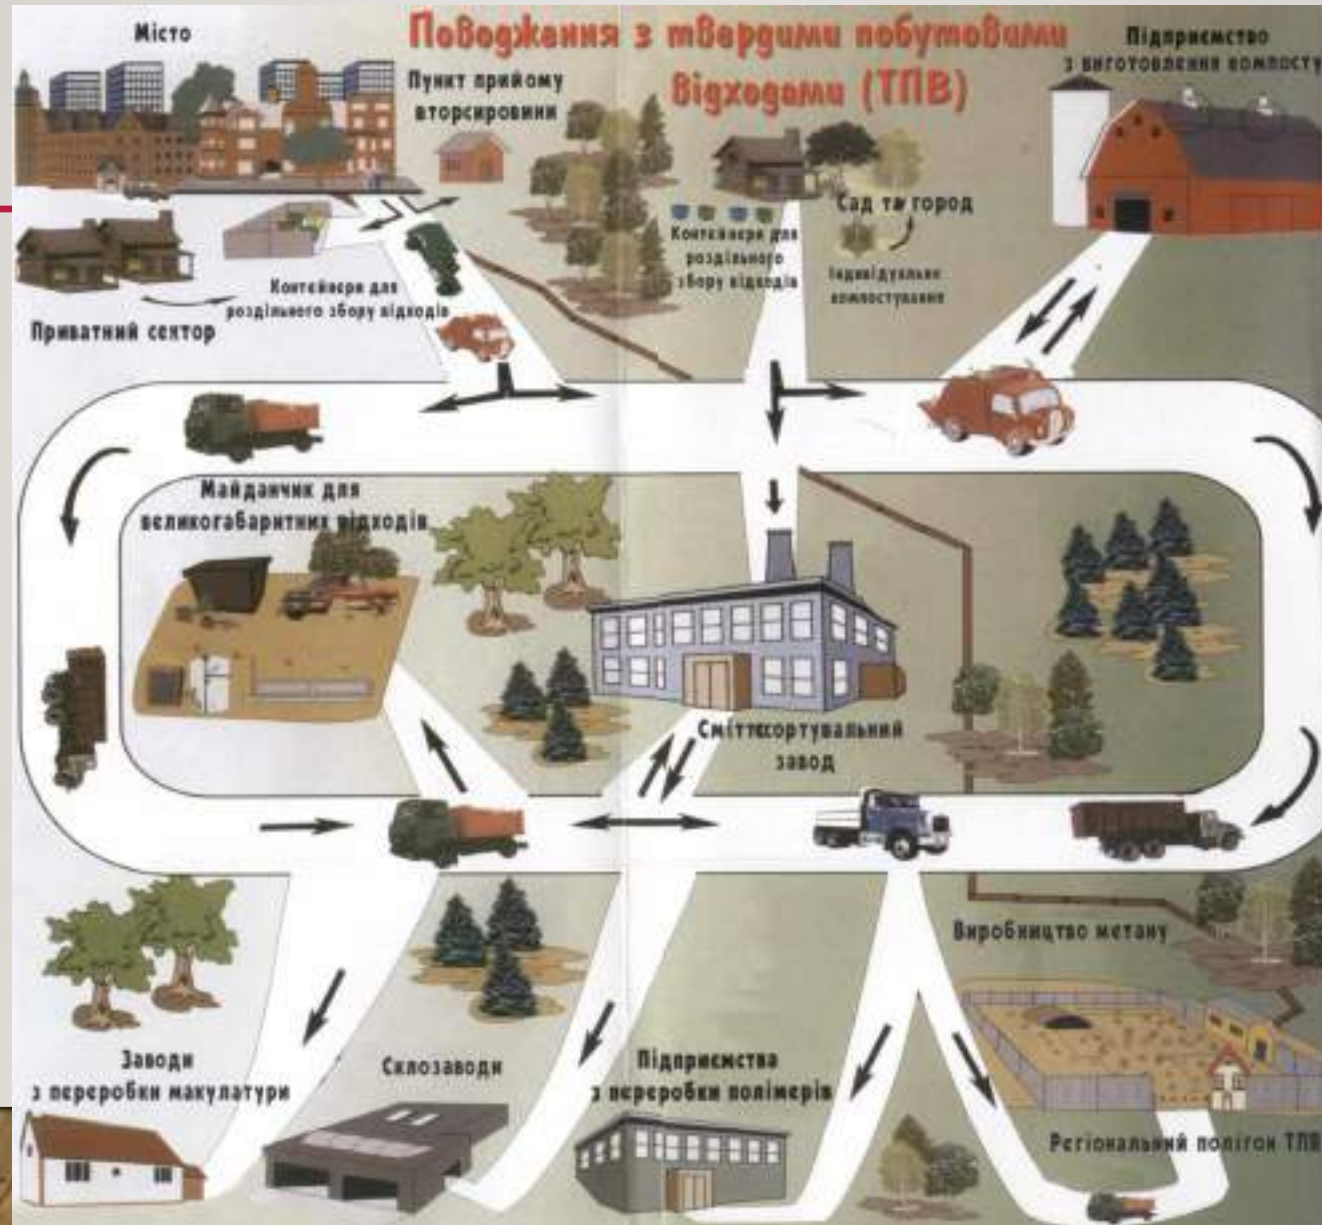 Місто
Поводження з твердими побутовими
відходами (ТПВ)
Підприємство
з виготовлення компосту
Пункт прийому
вторсировини
Сад та город
Контейнери для
роздільного
збору відходів
Індивідуальне
компостування
Контейнери для
роздільного збору відходів
Приватний сектор
Майданчик для
великогабаритних відходів
Сміттєсортувальний
завод
Виробництво метану
Заводи
з переробки макулатури
Склозаводи
Підприємства
з переробки полімерів
Регіональний полігон ТПВ